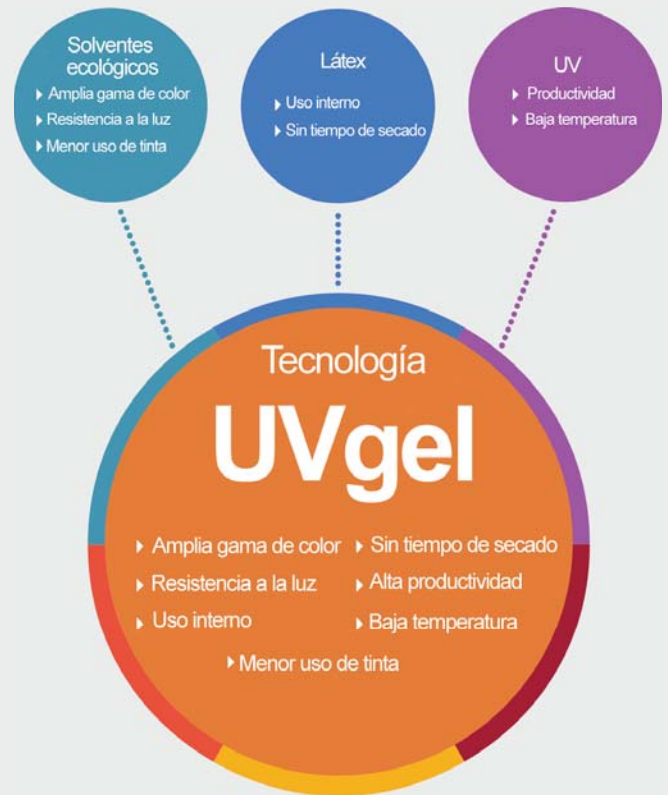 Solventes
ecológicos
Amplia gama de color
Resistencia a la luz
Menor uso de tinta
Látex
Uso interno
Sin tiempo de secado
UV
Productividad
Baja temperatura
Tecnología
UVgel
Amplia gama de color
Sin tiempo de secado
Resistencia a la luz
Alta productividad
Uso interno
Baja temperatura
Menor uso de tinta